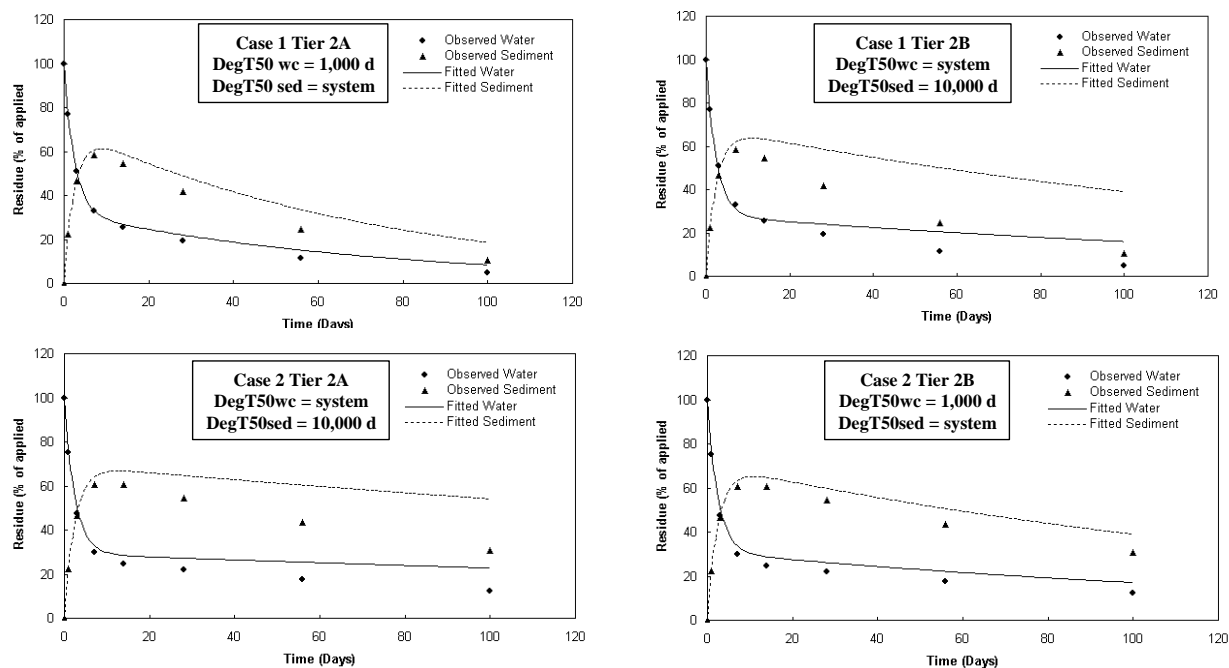 120
100
80
60
40
20
0
Residue (% of applied
Case 1 Tier 2A
DegT50 wc = 1,000 d
DegT50 sed = system
Observed Water
Observed Sediment
Fitted Water
Fitted Sediment
0 20 40 60 80 100 120
Time (Days)
120
100
80
60
40
20
0
Residue (% of applied
Case 1 Tier 2B
DegT50wc = system
DegT50sed = 10,000 d
Observed Water
Observed Sediment
Fitted Water
Fitted Sediment
0 20 40 60 80 100 120
Time (Days)
120
100
80
60
40
20
0
Residue (% of applied
Case 2 Tier 2A
DegT50wc = system
DegT50sed = 10,000 d
Observed Water
Observed Sediment
Fitted Water
Fitted Sediment
0 20 40 60 80 100 120
Time (Days)
120
100
80
60
40
20
0
Residue (% of applied
Case 2 Tier 2B
DegT50wc = 1,000 d
DegT50sed = system
Observed Water
Observed Sediment
Fitted Water
Fitted Sediment
0 20 40 60 80 100 120
Time (Days)